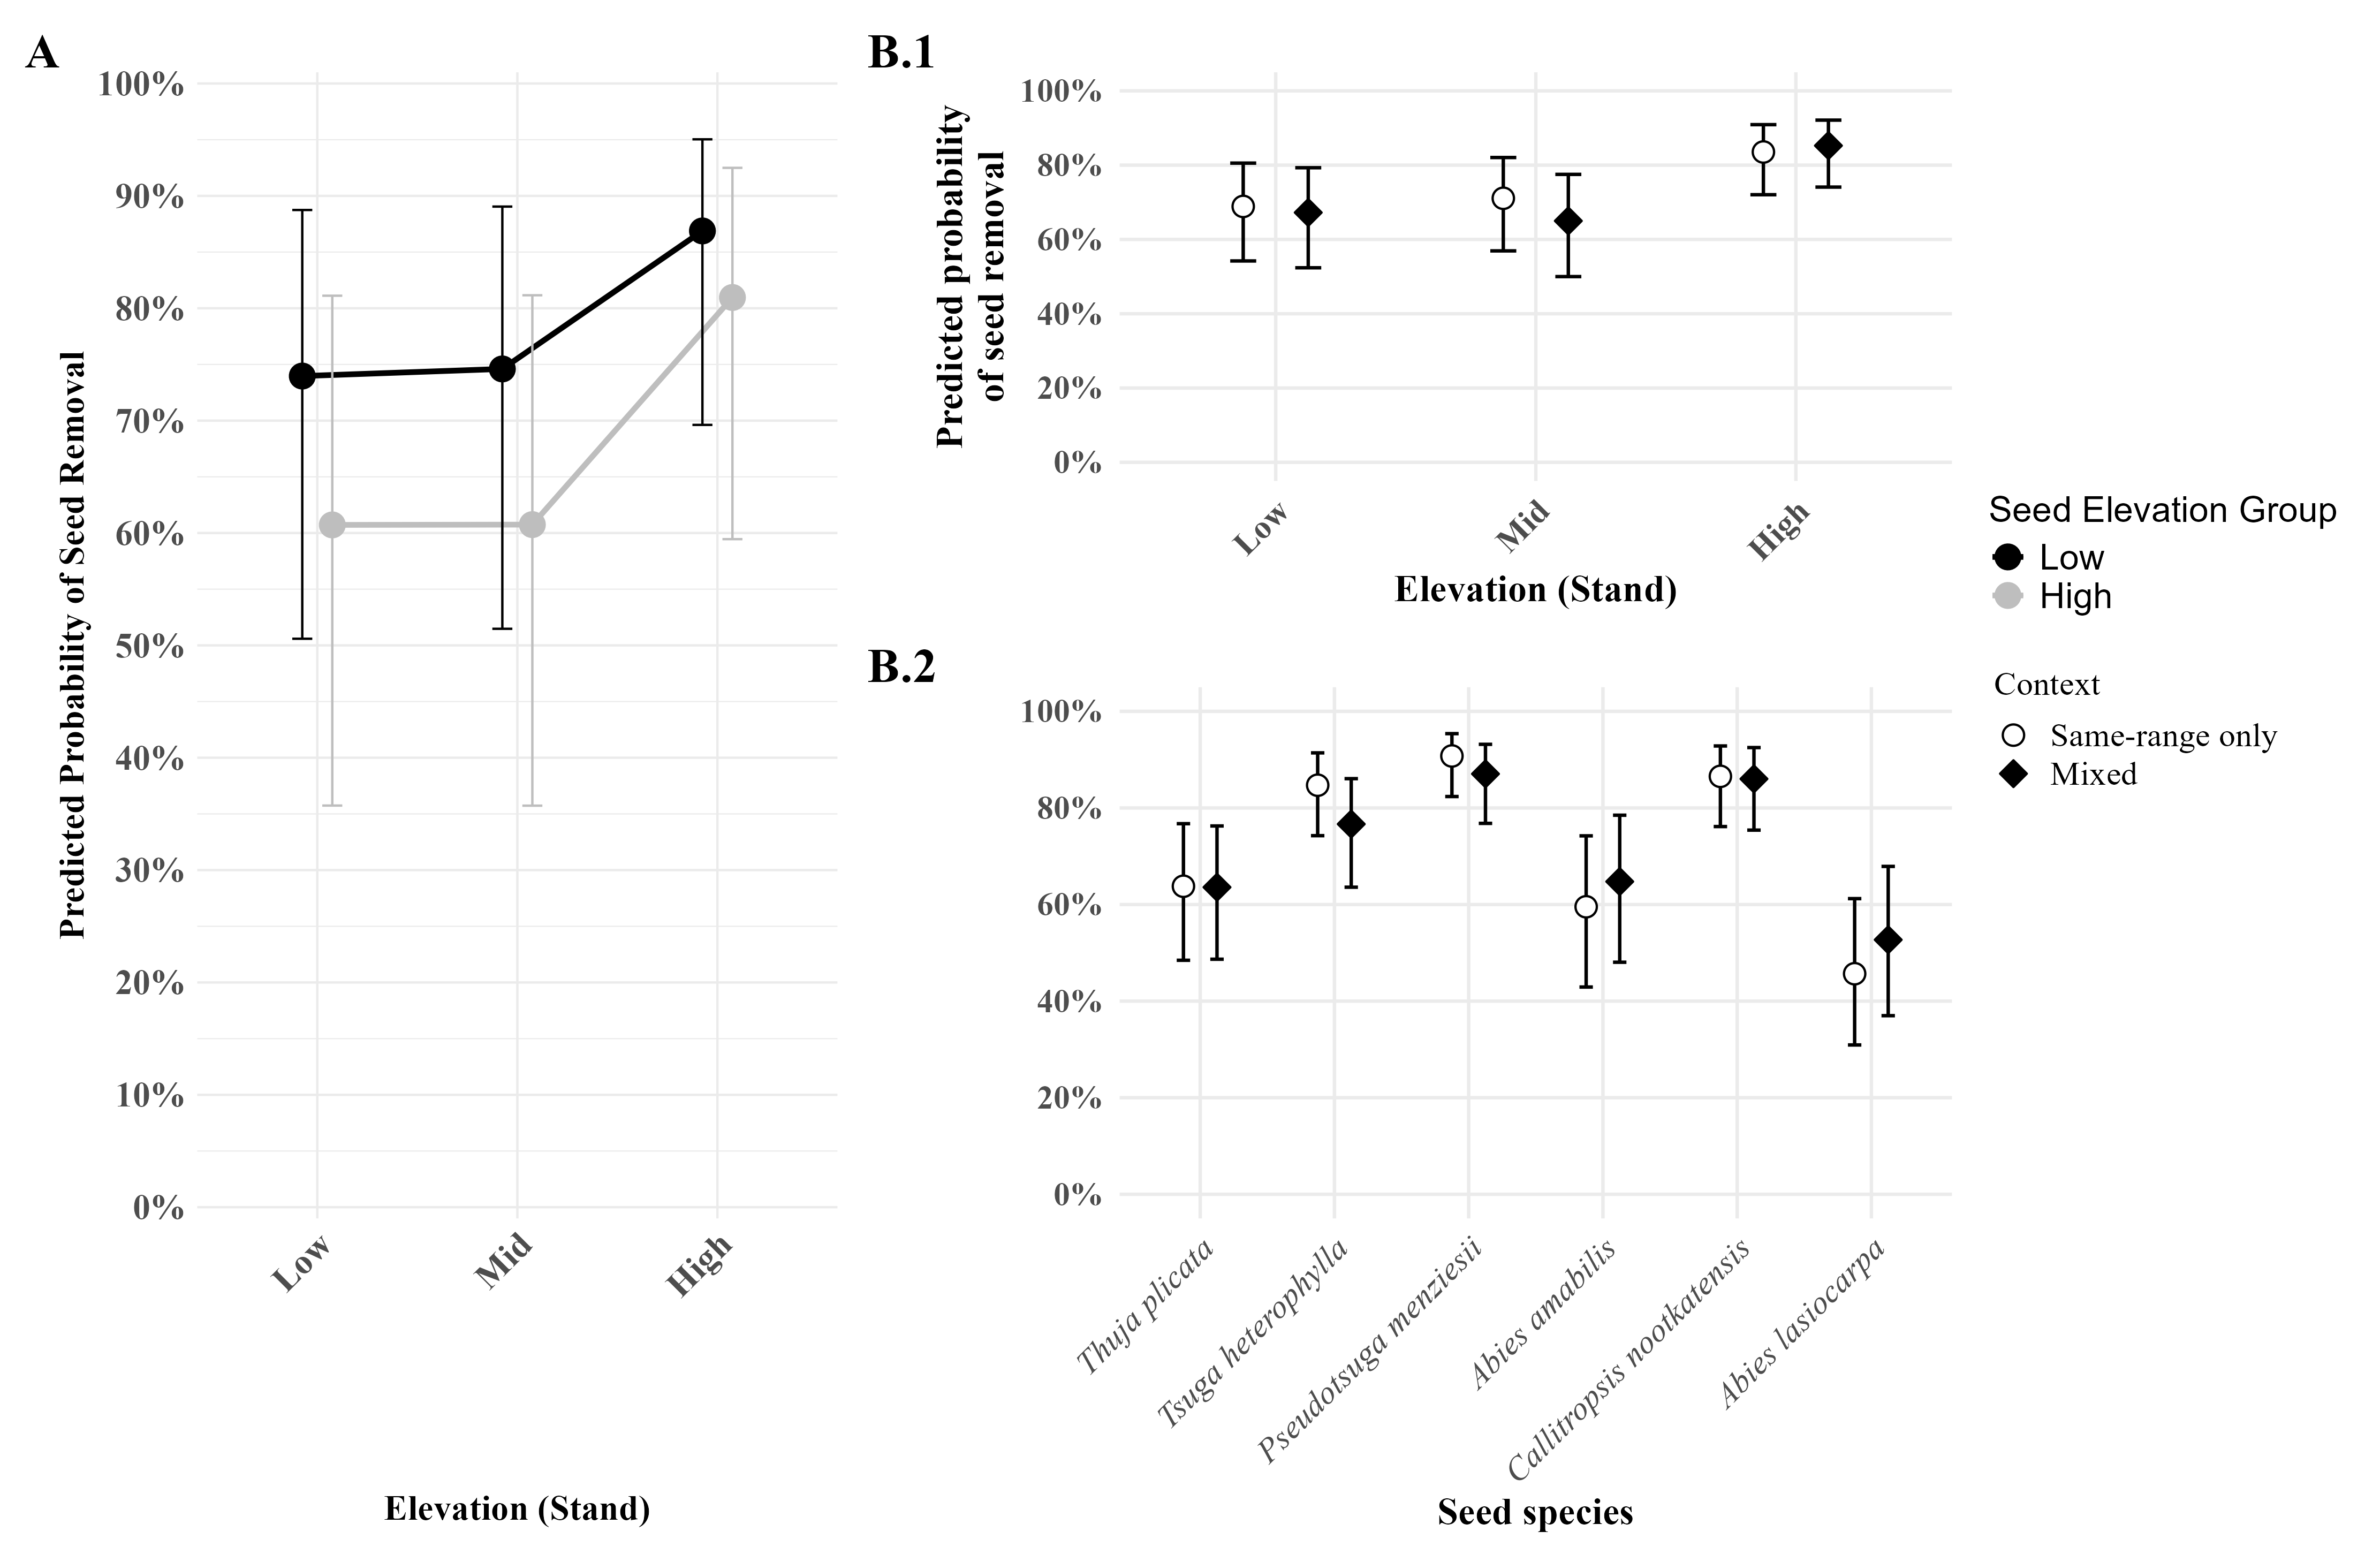 A
100%
90%
80%
70%
60%
50%
40%
30%
20%
10%
0%
Predicted Probability of Seed Removal
Low
Mid
High
Elevation (Stand)
B.1
100%
80%
60%
40%
20%
0%
Predicted probability
of seed removal
Low
Mid
High
Elevation (Stand)
B.2
100%
80%
60%
40%
20%
0%
Thuja plicata
Tsuga heterophylla
Pseudotsuga menziesii
Abies amabilis
Callitropsis nootkatensis
Abies lasiocarpa
Seed species
Seed Elevation Group
Low
High
Context
Same-range only
Mixed